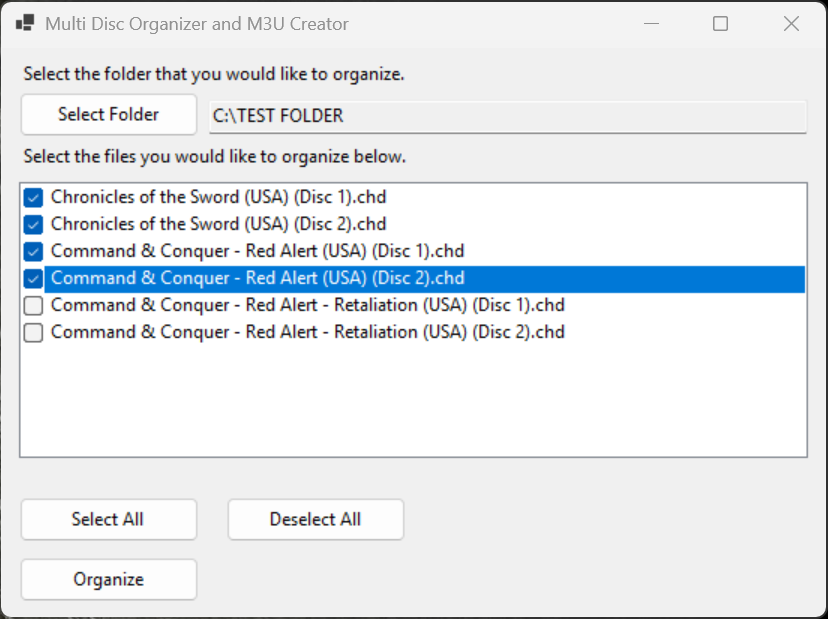 Multi Disc Organizer and M3U Creator
Select the folder that you would like to organize.
Select Folder
C:\TEST FOLDER
Select the files you would like to organize below.
Chronicles of the Sword (USA) (Disc 1).chd
Chronicles of the Sword (USA) (Disc 2).chd
Command & Conquer - Red Alert (USA) (Disc 1).chd
Command & Conquer - Red Alert (USA) (Disc 2).chd
Command & Conquer - Red Alert - Retaliation (USA) (Disc 1).chd
Command & Conquer - Red Alert - Retaliation (USA) (Disc 2).chd
Select All
Deselect All
Organize